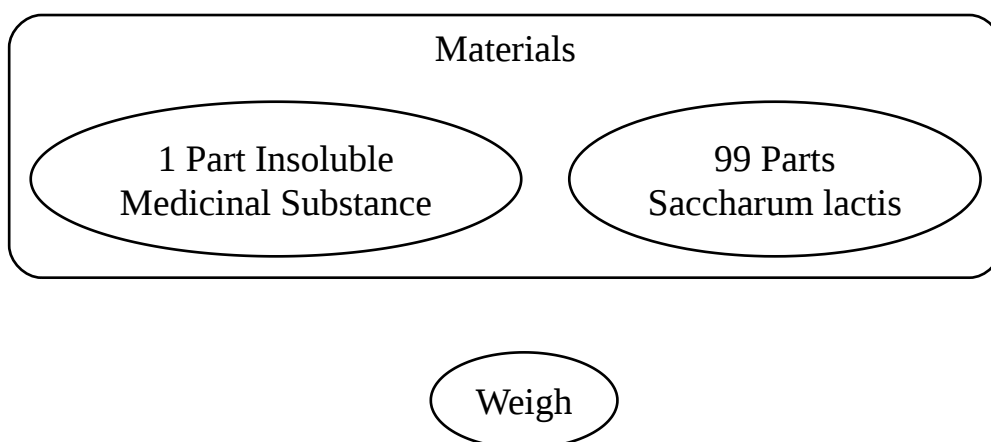 Materials
1 Part Insoluble
Medicinal Substance
99 Parts
Saccharum lactis
Weigh